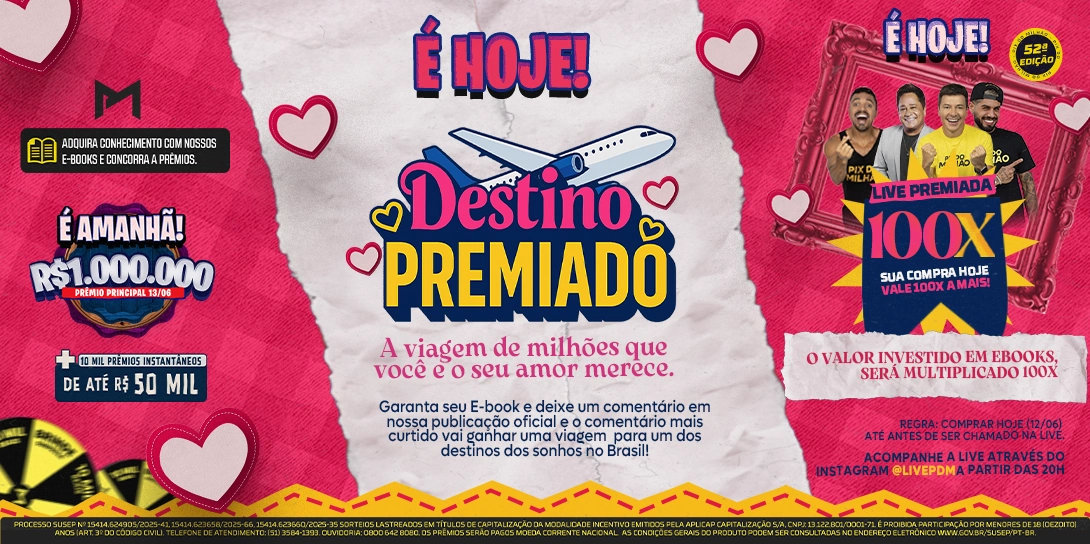 ADQUIRA CONHECIMENTO COM NOSSOS
E-BOOKS E CONCORRA A PRÊMIOS.
É AMANHÃ!
R$1.000.000
PRÊMIO PRINCIPAL 13/06
+ 10 MIL PRÊMIOS INSTANTÂNEOS
DE ATÉ R$ 50 MIL
É HOJE!
Destino
PREMIADO
A viagem de milhões que
você e o seu amor merece.
Garanta seu E-book e deixe um comentário em
nossa publicação oficial e o comentário mais
curtido vai ganhar uma viagem para um dos
destinos dos sonhos no Brasil!
É HOJE!
52ª
EDIÇÃO
LIVE PREMIADA
100X
SUA COMPRA HOJE
VALE 100X A MAIS!
O VALOR INVESTIDO EM EBOOKS,
SERÁ MULTIPLICADO 100X
REGRA: COMPRAR HOJE (12/06)
ATÉ ANTES DE SER CHAMADO NA LIVE.
ACOMPANHE A LIVE ATRAVÉS DO
INSTAGRAM @LIVEPDM A PARTIR DAS 20H
PROCESSO SUSEP Nº 15414.624905/2025-41, 15414.623658/2025-66, 15414.623660/2025-35 SORTEIOS LASTREADOS EM TÍTULOS DE CAPITALIZAÇÃO DA MODALIDADE INCENTIVO EMITIDOS PELA APLICAP CAPITALIZAÇÃO S/A, CNPJ: 13.122.801/0001-71. É PROIBIDA PARTICIPAÇÃO POR MENORES DE 18 (DEZOITO)
ANOS (ART. 3º DO CÓDIGO CIVIL). TELEFONE DE ATENDIMENTO: (51) 3584-1393. OUVIDORIA: 0800 642 8080. OS PRÊMIOS SERÃO PAGOS MOEDA CORRENTE NACIONAL. AS CONDIÇÕES GERAIS DO PRODUTO PODEM SER CONSULTADAS NO ENDEREÇO ELETRÔNICO WWW.GOV.BR/SUSEP/PT-BR.